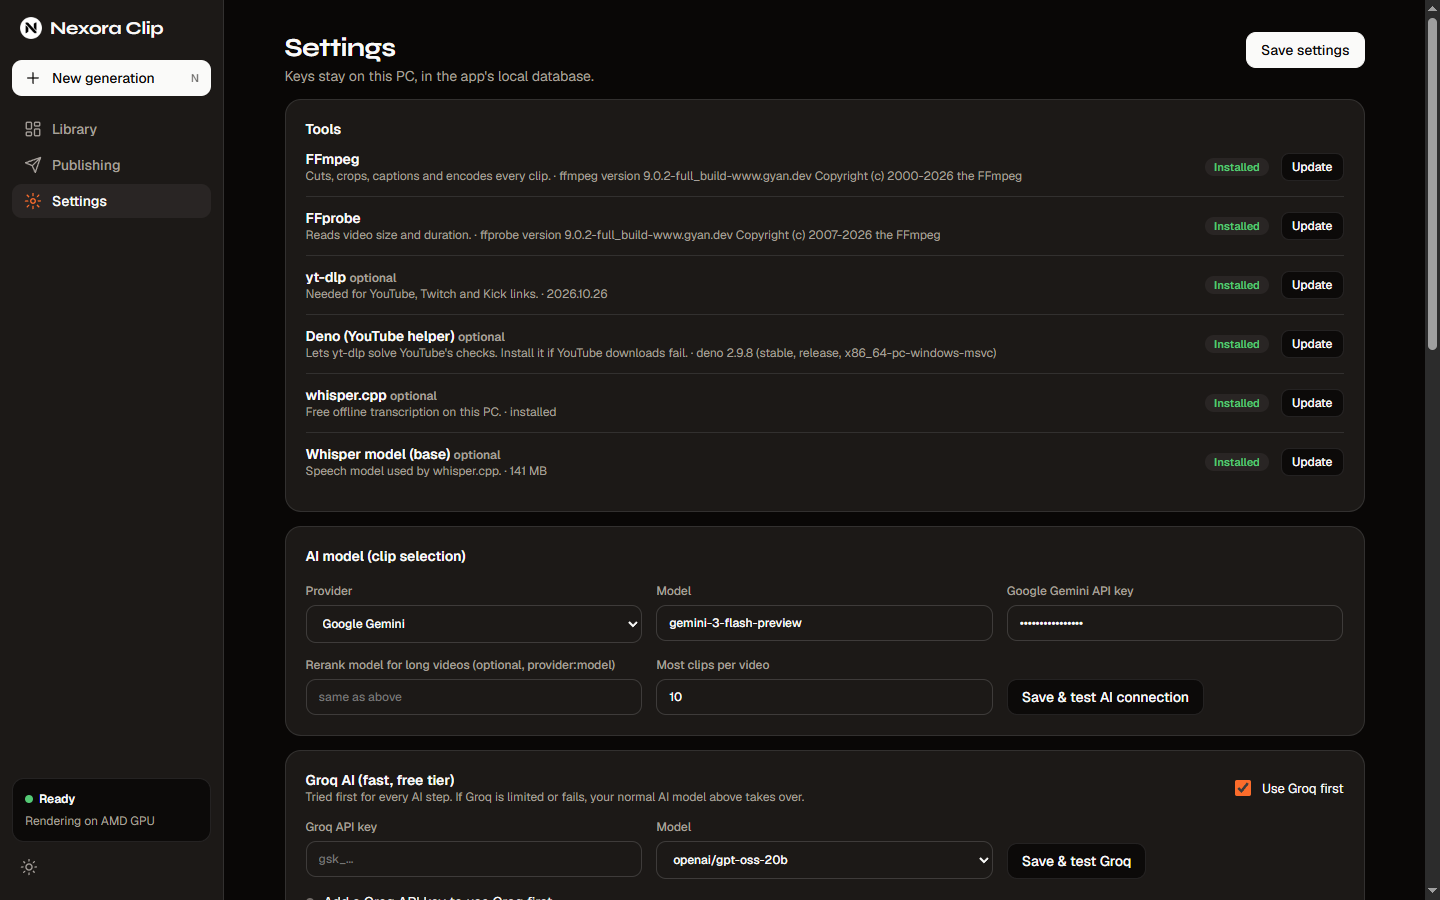 Nexora Clip
New generation N
Library
Publishing
Settings
Ready
Rendering on AMD GPU
Settings
Keys stay on this PC, in the app's local database.
Save settings
Tools
FFmpeg
Cuts, crops, captions and encodes every clip. · ffmpeg version 9.0.2-full_build-www.gyan.dev Copyright (c) 2000-2026 the FFmpeg
Installed
Update
FFprobe
Reads video size and duration. · ffprobe version 9.0.2-full_build-www.gyan.dev Copyright (c) 2007-2026 the FFmpeg
Installed
Update
yt-dlp optional
Needed for YouTube, Twitch and Kick links. · 2026.10.26
Installed
Update
Deno (YouTube helper) optional
Lets yt-dlp solve YouTube's checks. Install it if YouTube downloads fail. · deno 2.9.8 (stable, release, x86_64-pc-windows-msvc)
Installed
Update
whisper.cpp optional
Free offline transcription on this PC. · installed
Installed
Update
Whisper model (base) optional
Speech model used by whisper.cpp. · 141 MB
Installed
Update
AI model (clip selection)
Provider
Google Gemini
Model
gemini-3-flash-preview
Google Gemini API key
••••••••••••••••
Rerank model for long videos (optional, provider:model)
same as above
Most clips per video
10
Save & test AI connection
Groq AI (fast, free tier)
Tried first for every AI step. If Groq is limited or fails, your normal AI model above takes over.
Use Groq first
Groq API key
gsk_...
Model
openai/gpt-oss-20b
Save & test Groq
Add a Groq API key to use Groq first